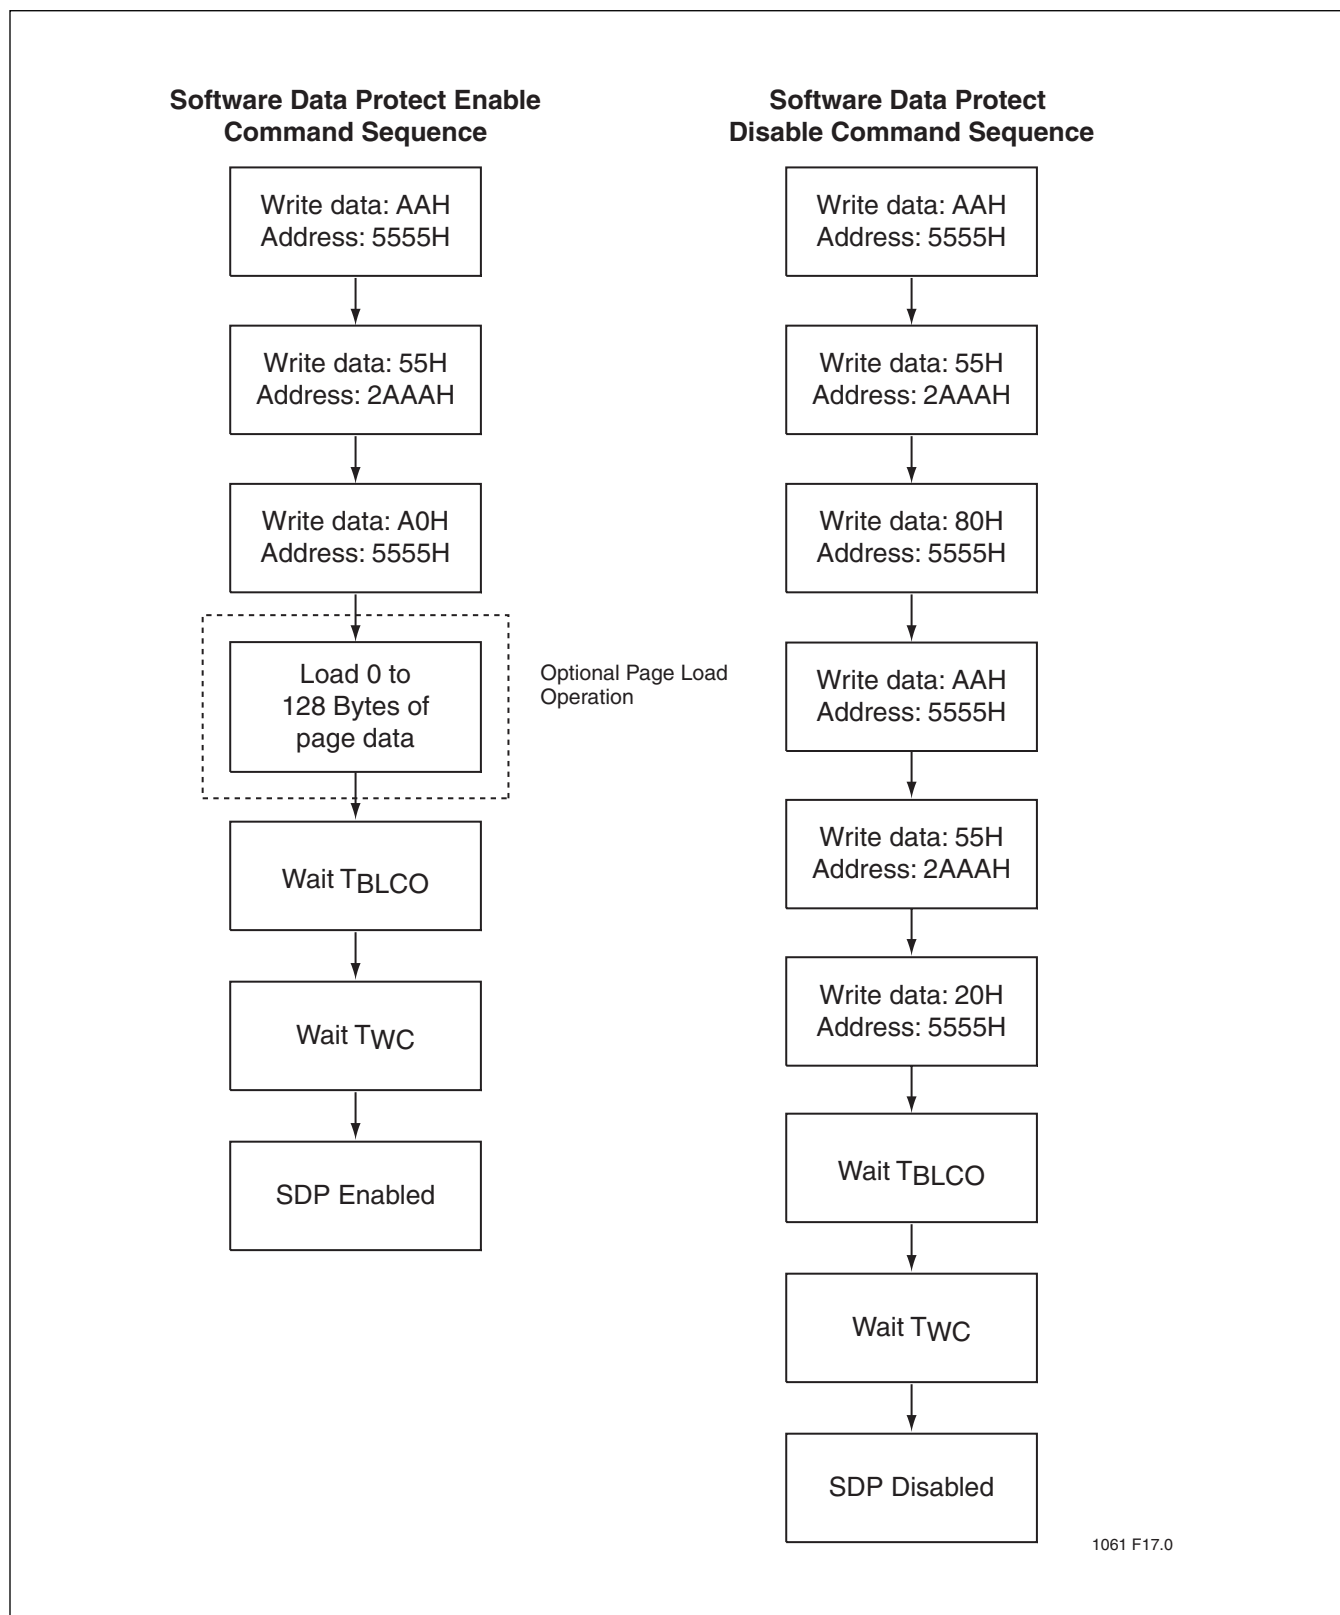 Software Data Protect Enable
Command Sequence
Write data: AAH
Address: 5555H
Write data: 55H
Address: 2AAAH
Write data: A0H
Address: 5555H
Load 0 to
128 Bytes of
page data
Optional Page Load
Operation
Wait TBLCO
Wait TWC
SDP Enabled
Software Data Protect
Disable Command Sequence
Write data: AAH
Address: 5555H
Write data: 55H
Address: 2AAAH
Write data: 80H
Address: 5555H
Write data: AAH
Address: 5555H
Write data: 55H
Address: 2AAAH
Write data: 20H
Address: 5555H
Wait TBLCO
Wait TWC
SDP Disabled
1061 F17.0